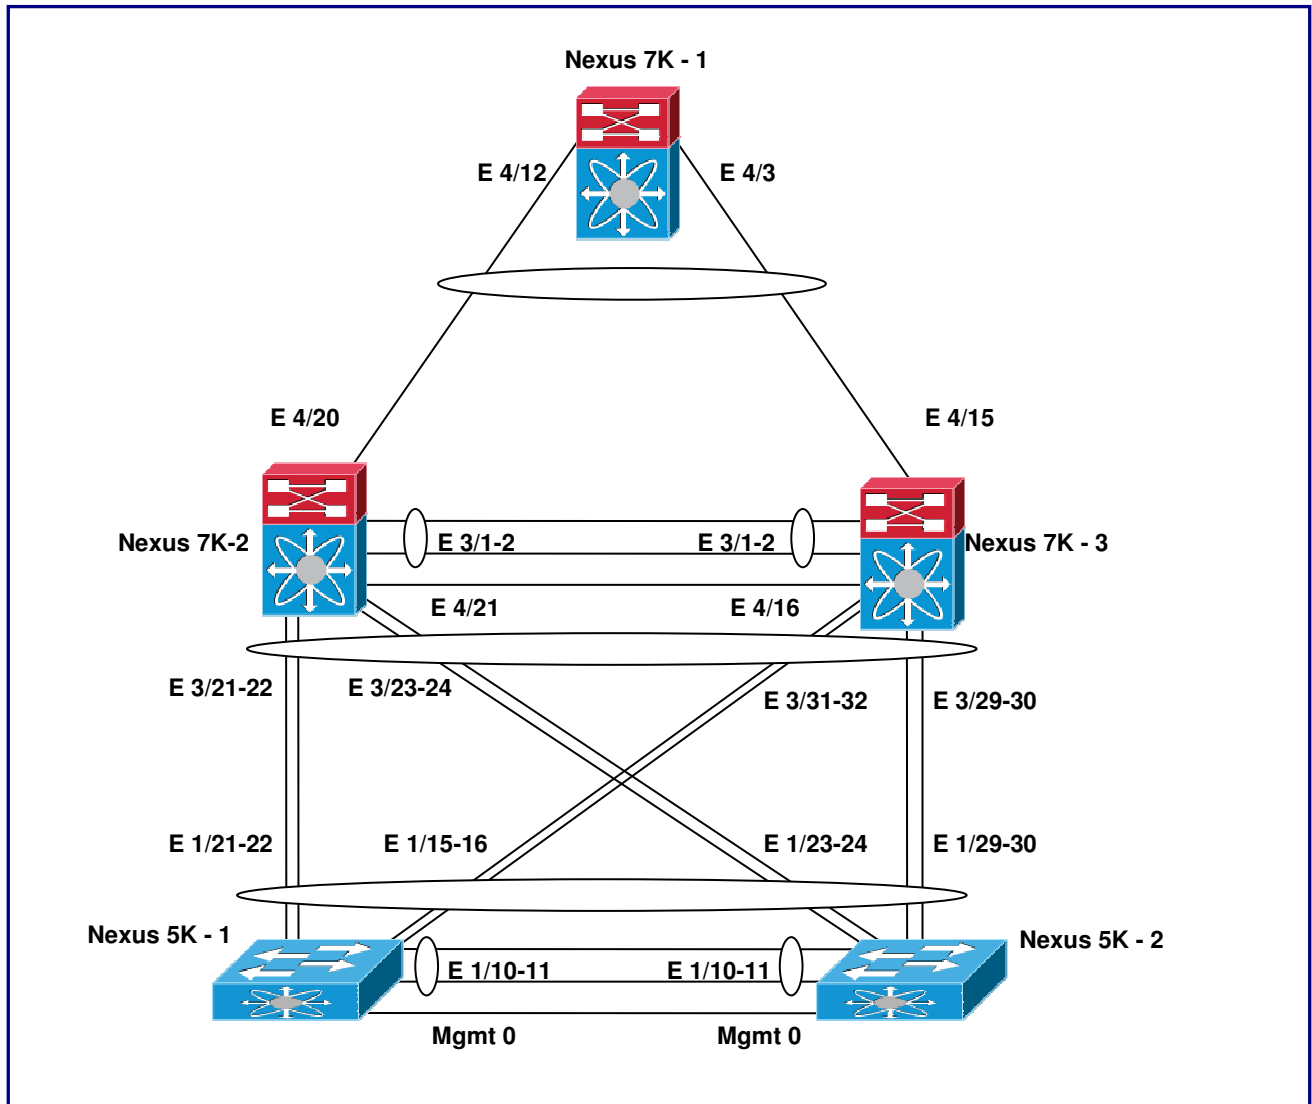 Nexus 7K - 1
E 4/12
E 4/3
E 4/20
E 4/15
Nexus 7K-2
E 3/1-2
E 3/1-2
Nexus 7K - 3
E 4/21
E 4/16
E 3/21-22
E 3/23-24
E 3/31-32
E 3/29-30
E 1/21-22
E 1/15-16
E 1/23-24
E 1/29-30
Nexus 5K - 1
Nexus 5K - 2
E 1/10-11
E 1/10-11
Mgmt 0
Mgmt 0